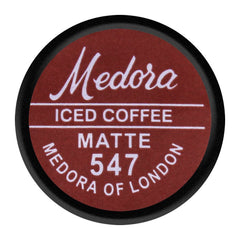 Medora
ICED COFFEE
MATTE
547
MEDORA OF LONDON